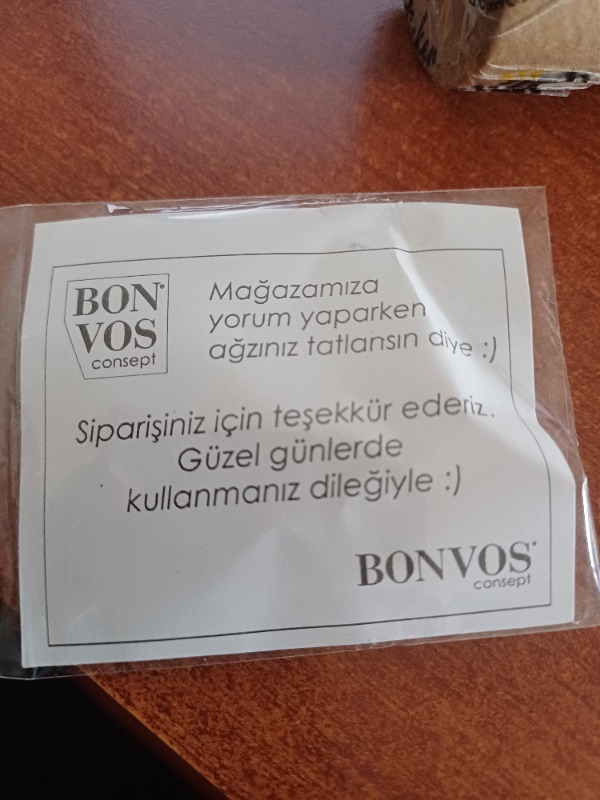 BON
VOS
consept
Mağazamıza
yorum yaparken
ağzınız tatlansın diye :)
Siparişiniz için teşekkür ederiz.
Güzel günlerde
kullanmanız dileğiyle :)
BONVOS
consept